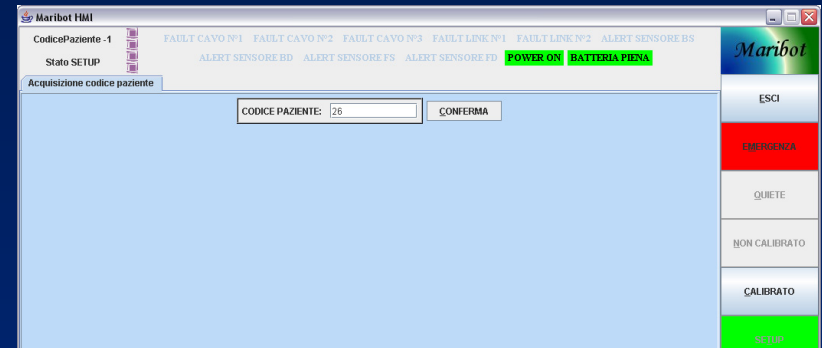 Maribot HMI
CodicePaziente -1
FAULT CAVO N°1 FAULT CAVO N°2 FAULT CAVO N°3 FAULT LINK N°1 FAULT LINK N°2 ALERT SENSORE BS
Stato SETUP
ALERT SENSORE BD ALERT SENSORE FS ALERT SENSORE FD POWER ON BATTERIA PIENA
Maribot
Acquisizione codice paziente
CODICE PAZIENTE: 26 CONFERMA
ESCI
EMERGENZA
QUIETE
NON CALIBRATO
CALIBRATO
SETUP